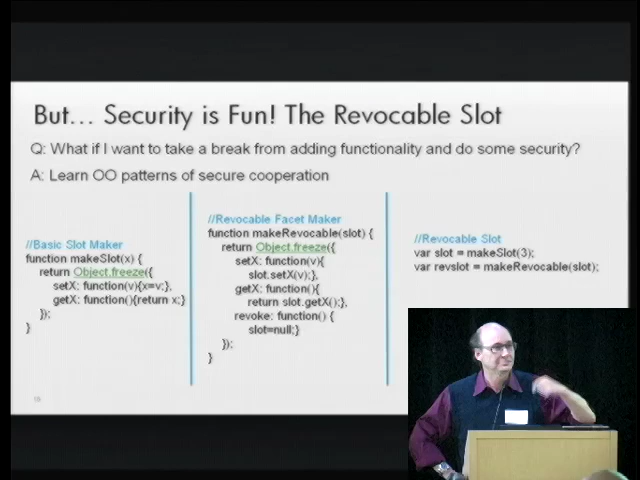 But... Security is Fun! The Revocable Slot
Q: What if I want to take a break from adding functionality and do some security?
A: Learn OO patterns of secure cooperation
//Basic Slot Maker
function makeSlot(x) {
return Object.freeze({
setX: function(v){x=v;},
getX: function(){return x;}
});
}
//Revocable Facet Maker
function makeRevocable(slot) {
return Object.freeze({
setX: function(v){
slot.setX(v);},
getX: function(){
return slot.getX();},
revoke: function() {
slot=null;}
});
}
//Revocable Slot
var slot = makeSlot(3);
var revslot = makeRevocable(slot);